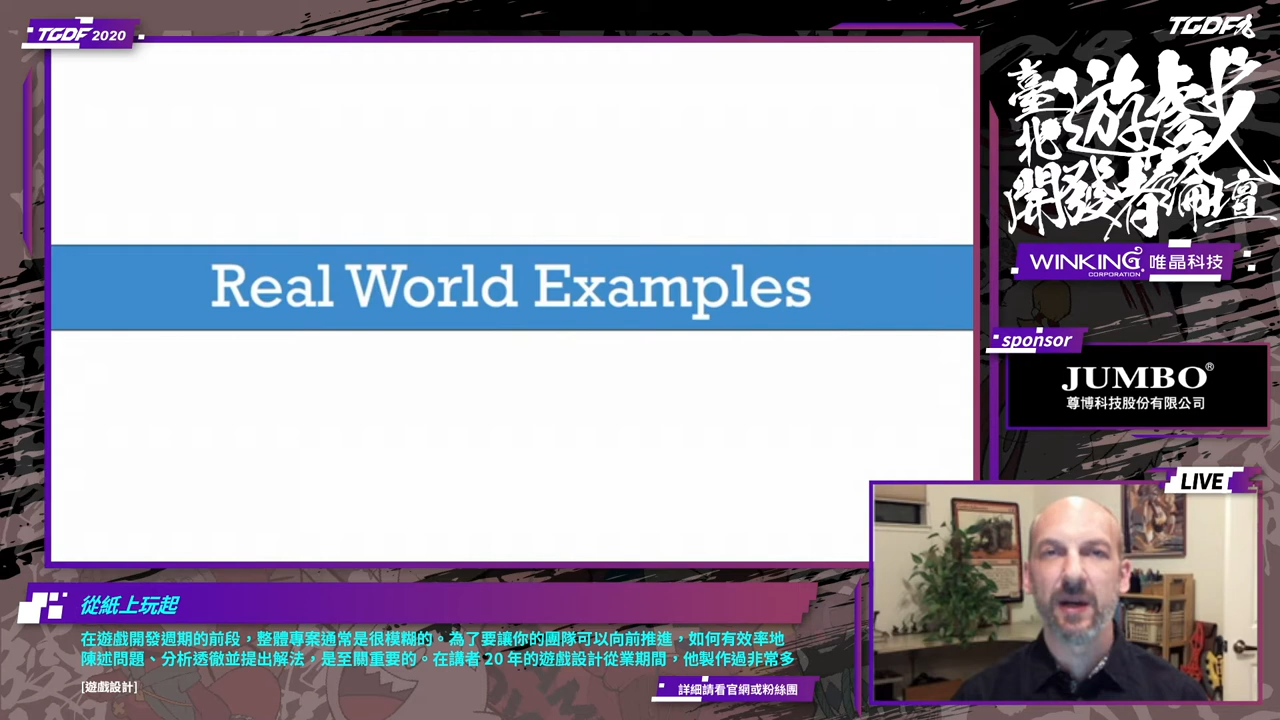 TGDF 2020
Real World Examples
TGDF
臺北遊戲開發者論壇
WINKING CORPORATION 唯晶科技
sponsor
JUMBO®
尊博科技股份有限公司
LIVE
從紙上玩起
在遊戲開發週期的前段，整體專案通常是很模糊的。為了要讓你的團隊可以向前推進，如何有效率地
陳述問題、分析透徹並提出解法，是至關重要的。在講者 20 年的遊戲設計從業期間，他製作過非常多
[遊戲設計]
詳細請看官網或粉絲團